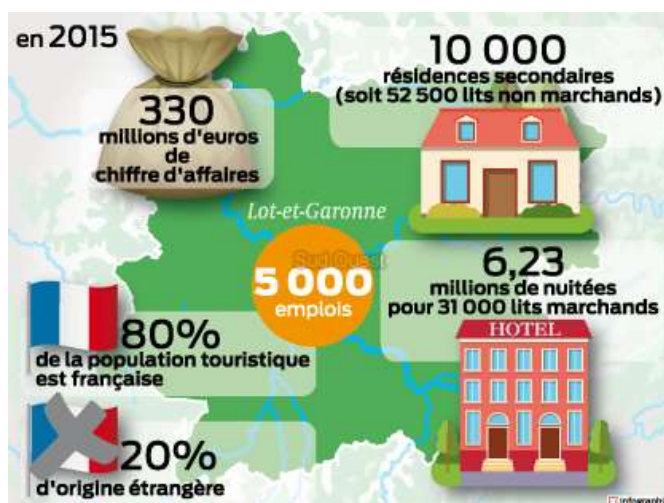 en 2015
330
millions d'euros
de
chiffre d'affaires
10 000
résidences secondaires
(soit 52 500 lits non marchands)
Lot-et-Garonne
Sud Ouest
5 000
emplois
6,23
millions de nuitées
pour 31 000 lits marchands
HOTEL
80%
de la population touristique
est française
20%
d'origine étrangère